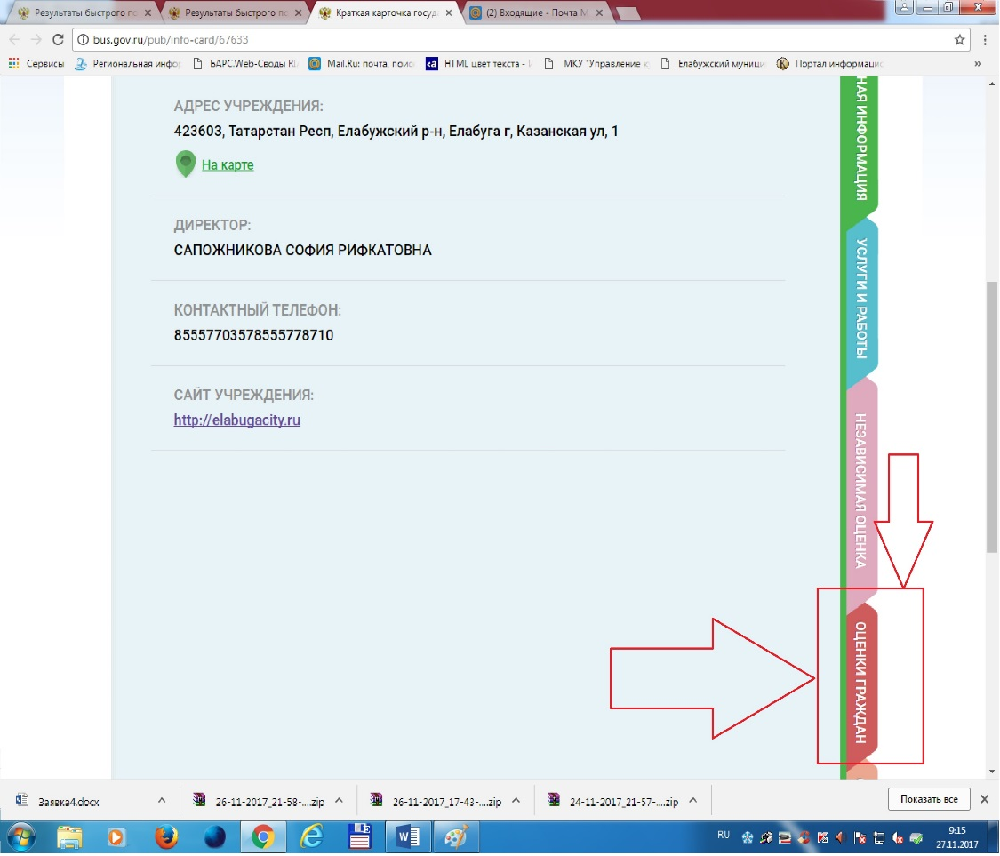 Результаты быстрого по
Результаты быстрого по
Краткая карточка госуд
(2) Входящие - Почта М
bus.gov.ru/pub/info-card/67633
Сервисы
Региональная инфор
БАРС.Web-Своды
Mail.Ru: почта, поис
HTML цвет текста -
МКУ "Управление
Елабужский муници
Портал информаци
»
АДРЕС УЧРЕЖДЕНИЯ:
423603, Татарстан Респ, Елабужский р-н, Елабуга г, Казанская ул, 1
На карте
ДИРЕКТОР:
САПОЖНИКОВА СОФИЯ РИФКАТОВНА
КОНТАКТНЫЙ ТЕЛЕФОН:
85557703578555778710
САЙТ УЧРЕЖДЕНИЯ:
http://elabugacity.ru
НАЯ ИНФОРМАЦИЯ
УСЛУГИ И РАБОТЫ
НЕЗАВИСИМАЯ ОЦЕНКА
ОЦЕНКИ ГРАЖДАН
Заявка4.docx
26-11-2017_21-58-....zip
26-11-2017_17-43-....zip
24-11-2017_21-57-....zip
Показать все
RU
9:15
27.11.2017